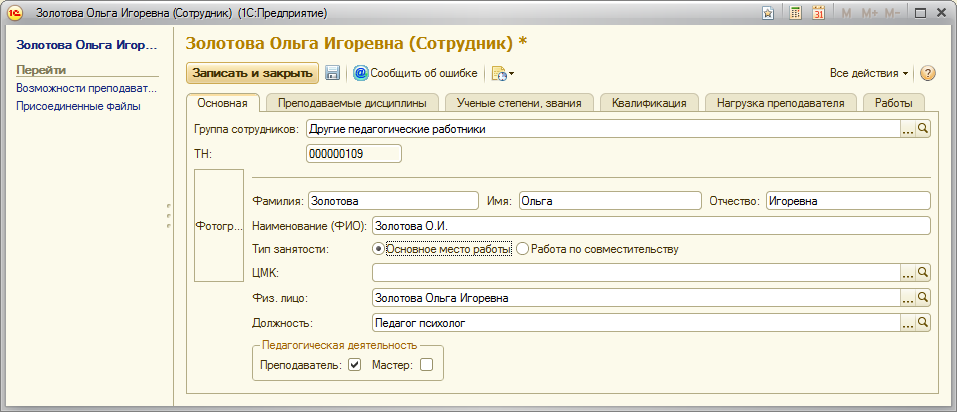 Золотова Ольга Игоревна (Сотрудник) (1С:Предприятие)
M M+ M-
Золотова Ольга Игор...
Перейти
Возможности преподават...
Присоединенные файлы
Золотова Ольга Игоревна (Сотрудник) *
Записать и закрыть Сообщить об ошибке Все действия ?
Основная Преподаваемые дисциплины Ученые степени, звания Квалификация Нагрузка преподавателя Работы
Группа сотрудников: Другие педагогические работники ...
ТН: 000000109
Фотогр...
Фамилия: Золотова Имя: Ольга Отчество: Игоревна
Наименование (ФИО): Золотова О.И.
Тип занятости: Основное место работы Работа по совместительству
ЦМК: ...
Физ. лицо: Золотова Ольга Игоревна ...
Должность: Педагог психолог ...
Педагогическая деятельность
Преподаватель: Мастер: